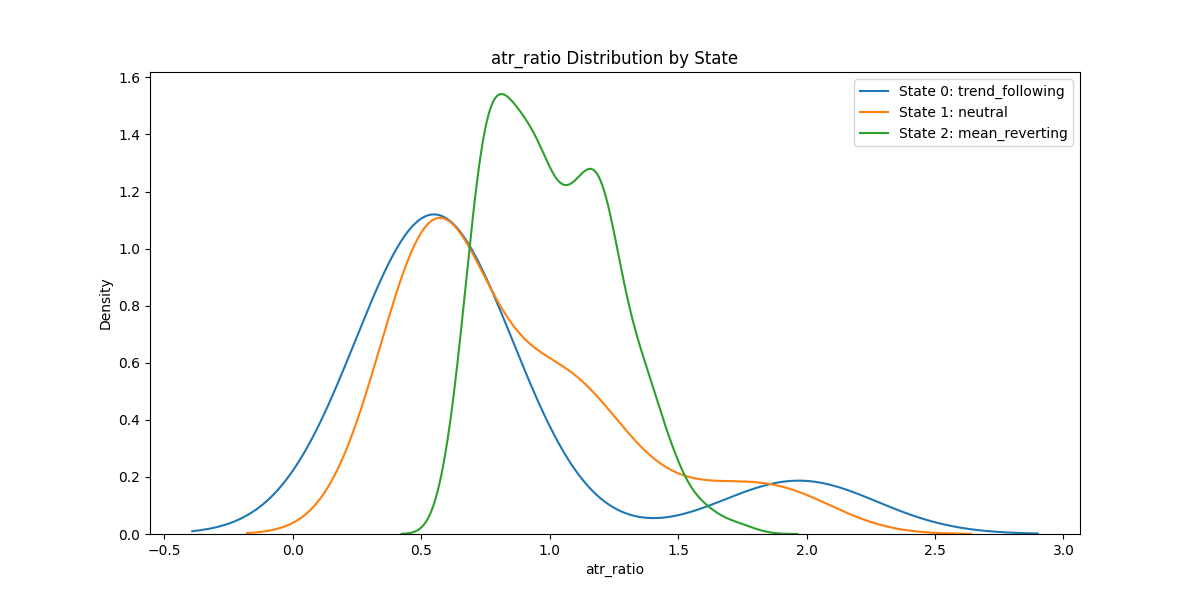 atr_ratio Distribution by State
State 0: trend_following
State 1: neutral
State 2: mean_reverting
Density
1.6
1.4
1.2
1.0
0.8
0.6
0.4
0.2
0.0
−0.5 0.0 0.5 1.0 1.5 2.0 2.5 3.0
atr_ratio